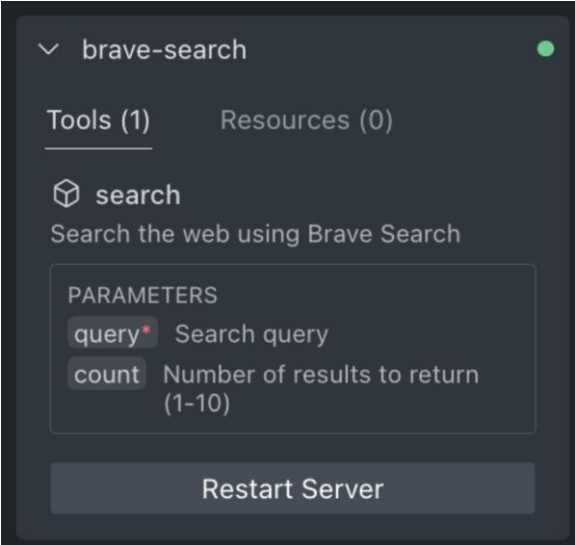 brave-search
Tools (1) Resources (0)
search
Search the web using Brave Search
PARAMETERS
query* Search query
count Number of results to return
(1-10)
Restart Server